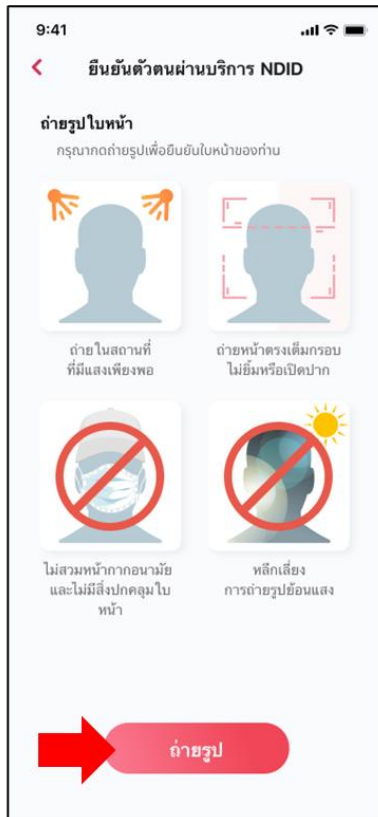 9:41
ยืนยันตัวตนผ่านบริการ NDID
ถ่ายรูปใบหน้า
กรุณากดถ่ายรูปเพื่อยืนยันใบหน้าของท่าน
ถ่ายในสถานที่
ที่มีแสงเพียงพอ
ถ่ายหน้าตรงเต็มกรอบ
ไม่ยิ้มหรือเปิดปาก
ไม่สวมหน้ากากอนามัย
และไม่มีสิ่งปกคลุมใบ
หน้า
หลีกเลี่ยง
การถ่ายรูปย้อนแสง
ถ่ายรูป